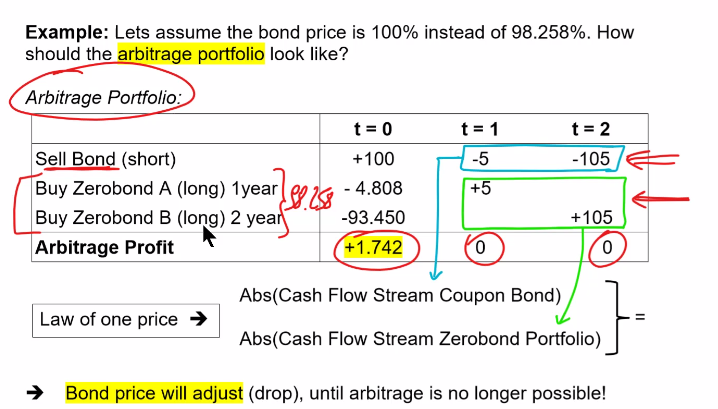 Example: Lets assume the bond price is 100% instead of 98.258%. How
should the arbitrage portfolio look like?
Arbitrage Portfolio:
t = 0 t = 1 t = 2
Sell Bond (short) +100 -5 -105
Buy Zerobond A (long) 1year - 4.808 +5
98.258
Buy Zerobond B (long) 2 year -93.450 +105
Arbitrage Profit +1.742 0 0
Abs(Cash Flow Stream Coupon Bond)
Law of one price ➔ =
Abs(Cash Flow Stream Zerobond Portfolio)
➔ Bond price will adjust (drop), until arbitrage is no longer possible!